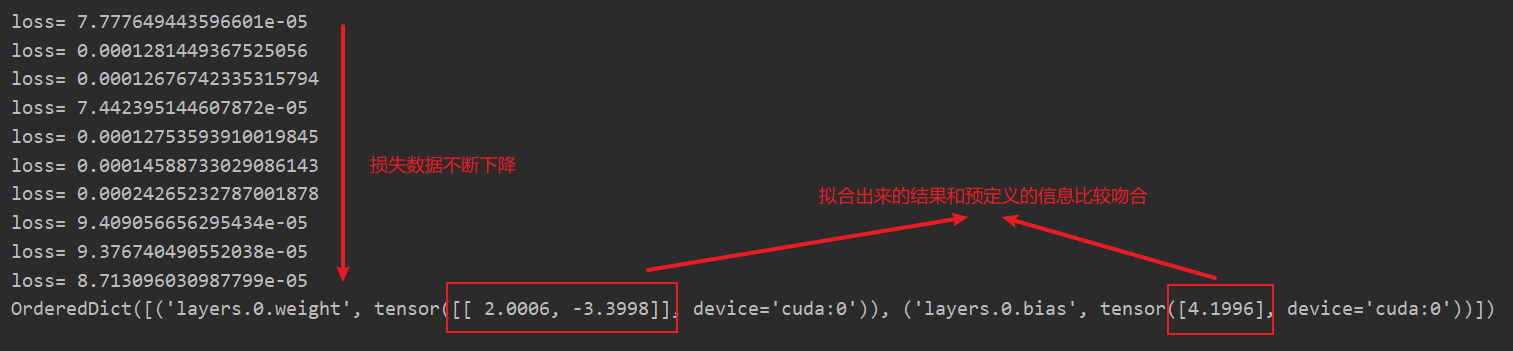 loss= 7.777649443596601e-05
loss= 0.0001281449367525056
loss= 0.00012676742335315794
loss= 7.442395144607872e-05
loss= 0.00012753593910019845
loss= 0.00014588733029086143
损失数据不断下降
loss= 0.00024265232787001878
拟合出来的结果和预定义的信息比较吻合
loss= 9.409056656295434e-05
loss= 9.376740490552038e-05
loss= 8.713096030987799e-05
OrderedDict([('layers.0.weight', tensor([[ 2.0006, -3.3998]], device='cuda:0')), ('layers.0.bias', tensor([4.1996], device='cuda:0'))])